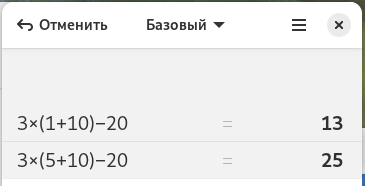 Отменить Базовый
3×(1+10)−20 = 13
3×(5+10)−20 = 25